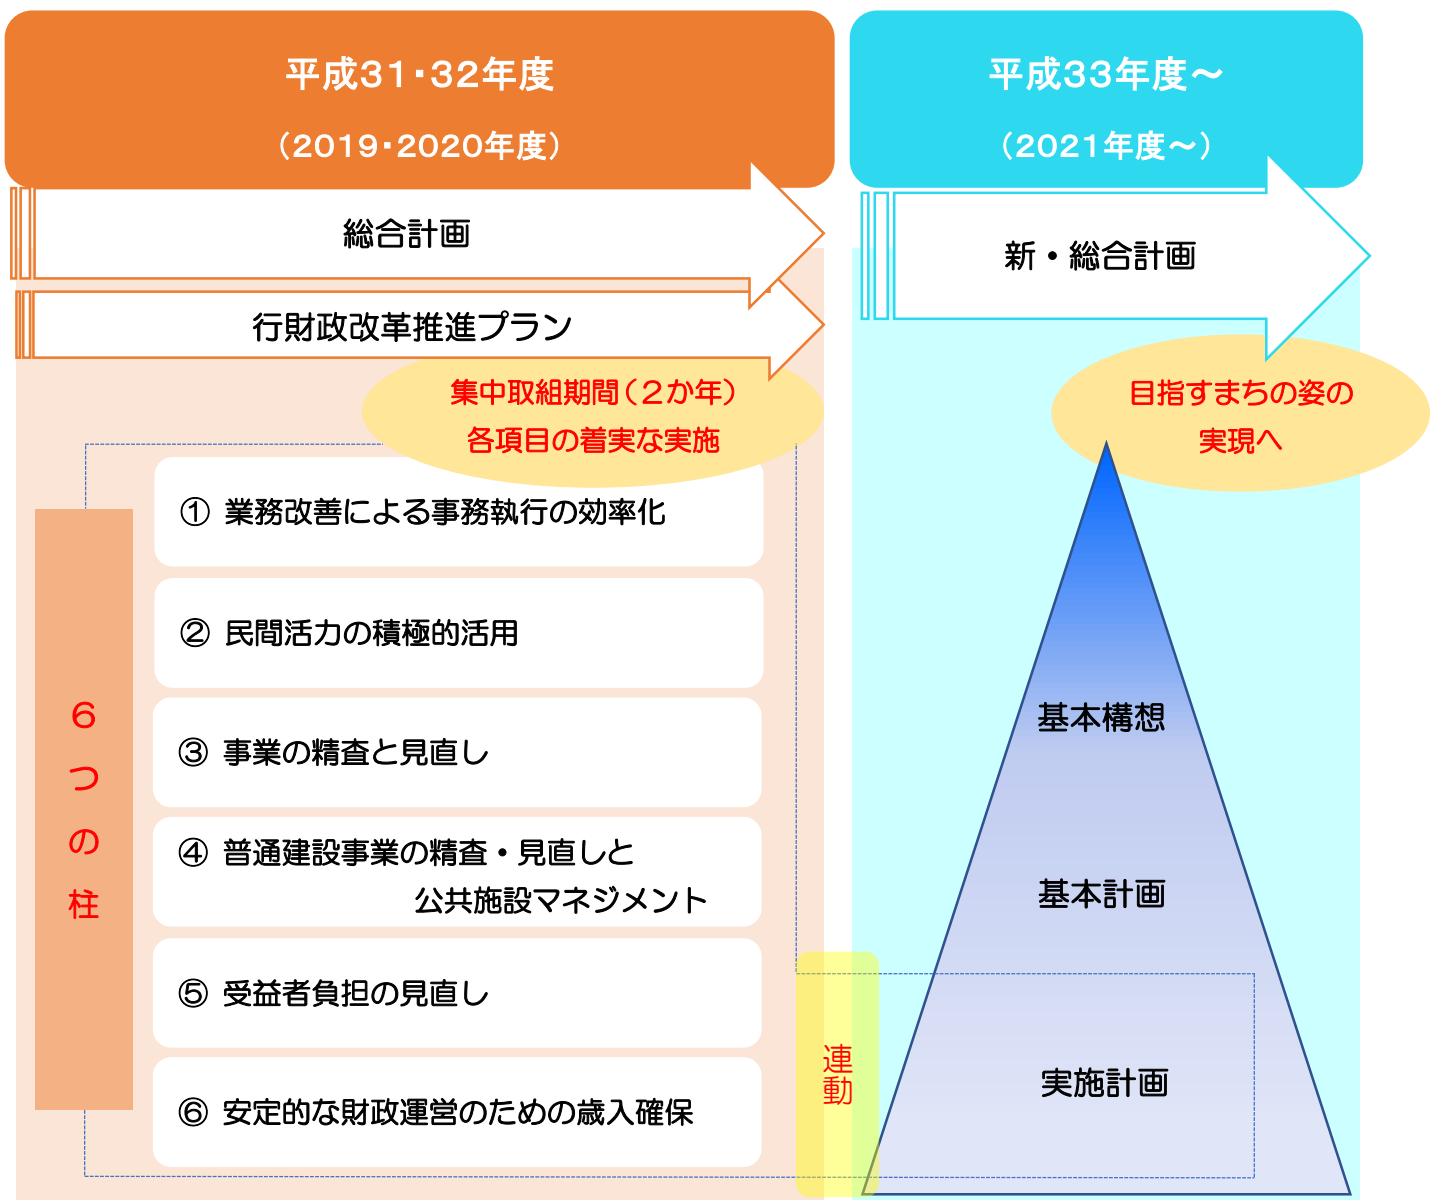 平成31・32年度
（2019・2020年度）
総合計画
行財政改革推進プラン
集中取組期間（２か年）
各項目の着実な実施
６つの柱
① 業務改善による事務執行の効率化
② 民間活力の積極的活用
③ 事業の精査と見直し
④ 普通建設事業の精査・見直しと
公共施設マネジメント
⑤ 受益者負担の見直し
⑥ 安定的な財政運営のための歳入確保
連動
平成33年度～
（2021年度～）
新・総合計画
目指すまちの姿の
実現へ
基本構想
基本計画
実施計画